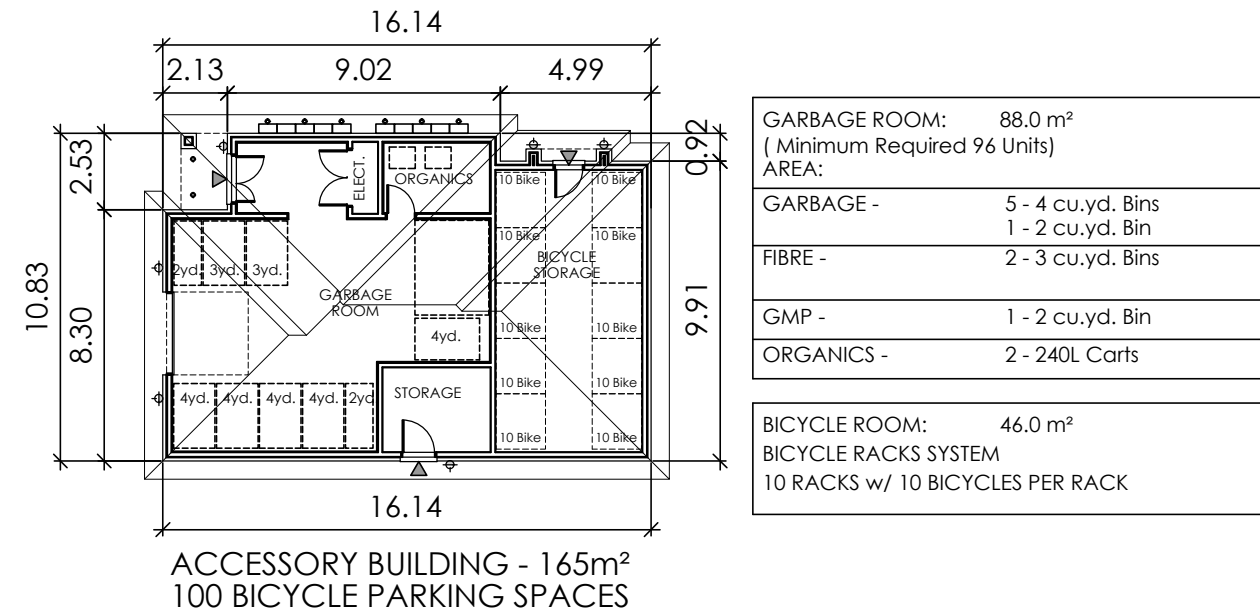 16.14
2.13 9.02 4.99
2.53
0.92
10.83
8.30
9.91
ELECT.
ORGANICS
10 Bike 10 Bike
10 Bike 10 Bike
BICYCLE
STORAGE
2yd. 3yd. 3yd.
GARBAGE
ROOM
10 Bike 10 Bike
4yd.
10 Bike 10 Bike
4yd. 4yd. 4yd. 4yd. 2yd
STORAGE
10 Bike 10 Bike
16.14
ACCESSORY BUILDING - 165m²
100 BICYCLE PARKING SPACES
GARBAGE ROOM: 88.0 m²
( Minimum Required 96 Units)
AREA:
GARBAGE - 5 - 4 cu.yd. Bins
1 - 2 cu.yd. Bin
FIBRE - 2 - 3 cu.yd. Bins
GMP - 1 - 2 cu.yd. Bin
ORGANICS - 2 - 240L Carts
BICYCLE ROOM: 46.0 m²
BICYCLE RACKS SYSTEM
10 RACKS w/ 10 BICYCLES PER RACK